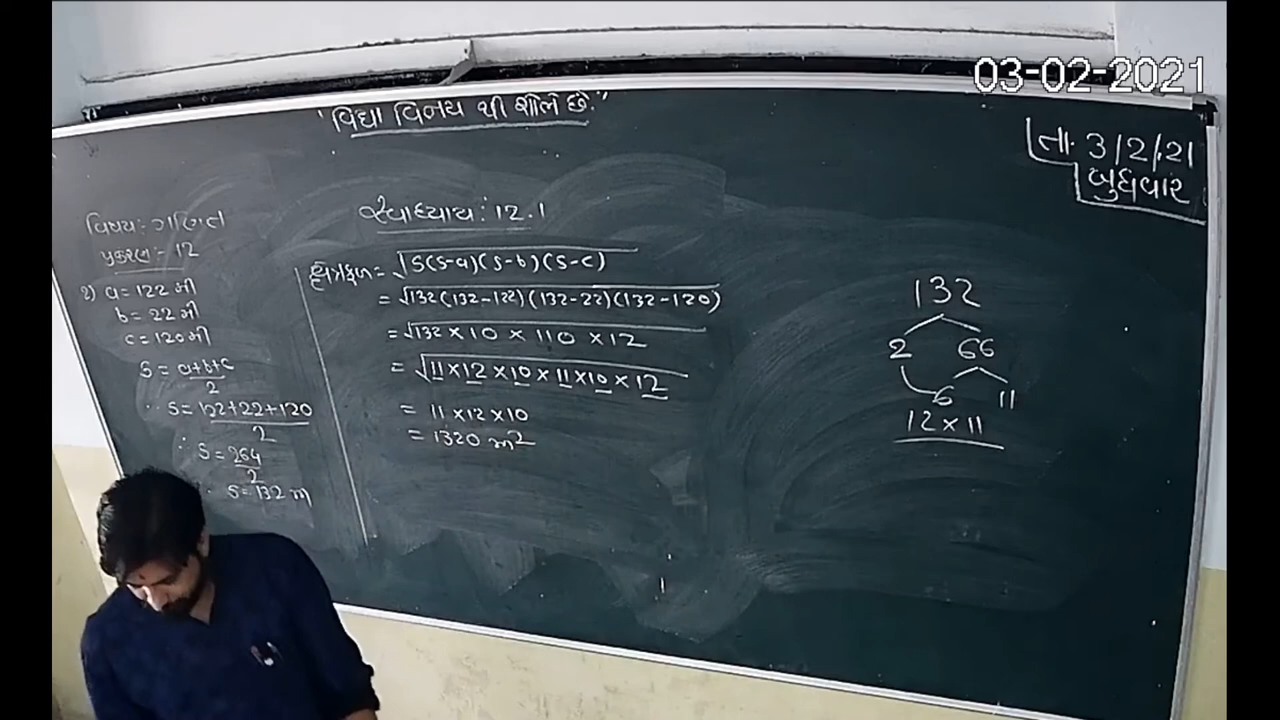 03-02-2021
"વિદ્યા વિનય થી શોભે છે."
તા. 3/2/21
બુધવાર
વિષય:- ગણિત
પ્રકરણ:- 12
2) a = 122 મી
b = 22 મી
c = 120 મી
S = a+b+c
2
∴ S = 122+22+120
2
∴ S = 264
2
∴ S = 132 m
સ્વાધ્યાય: 12.1
ક્ષેત્રફળ = √S(S-a)(S-b)(S-c)
= √132(132-122)(132-22)(132-120)
= √132 × 10 × 110 × 12
= √11 × 12 × 10 × 11 × 10 × 12
= 11 × 12 × 10
= 1320 m²
132
2 66
6 11
12 × 11